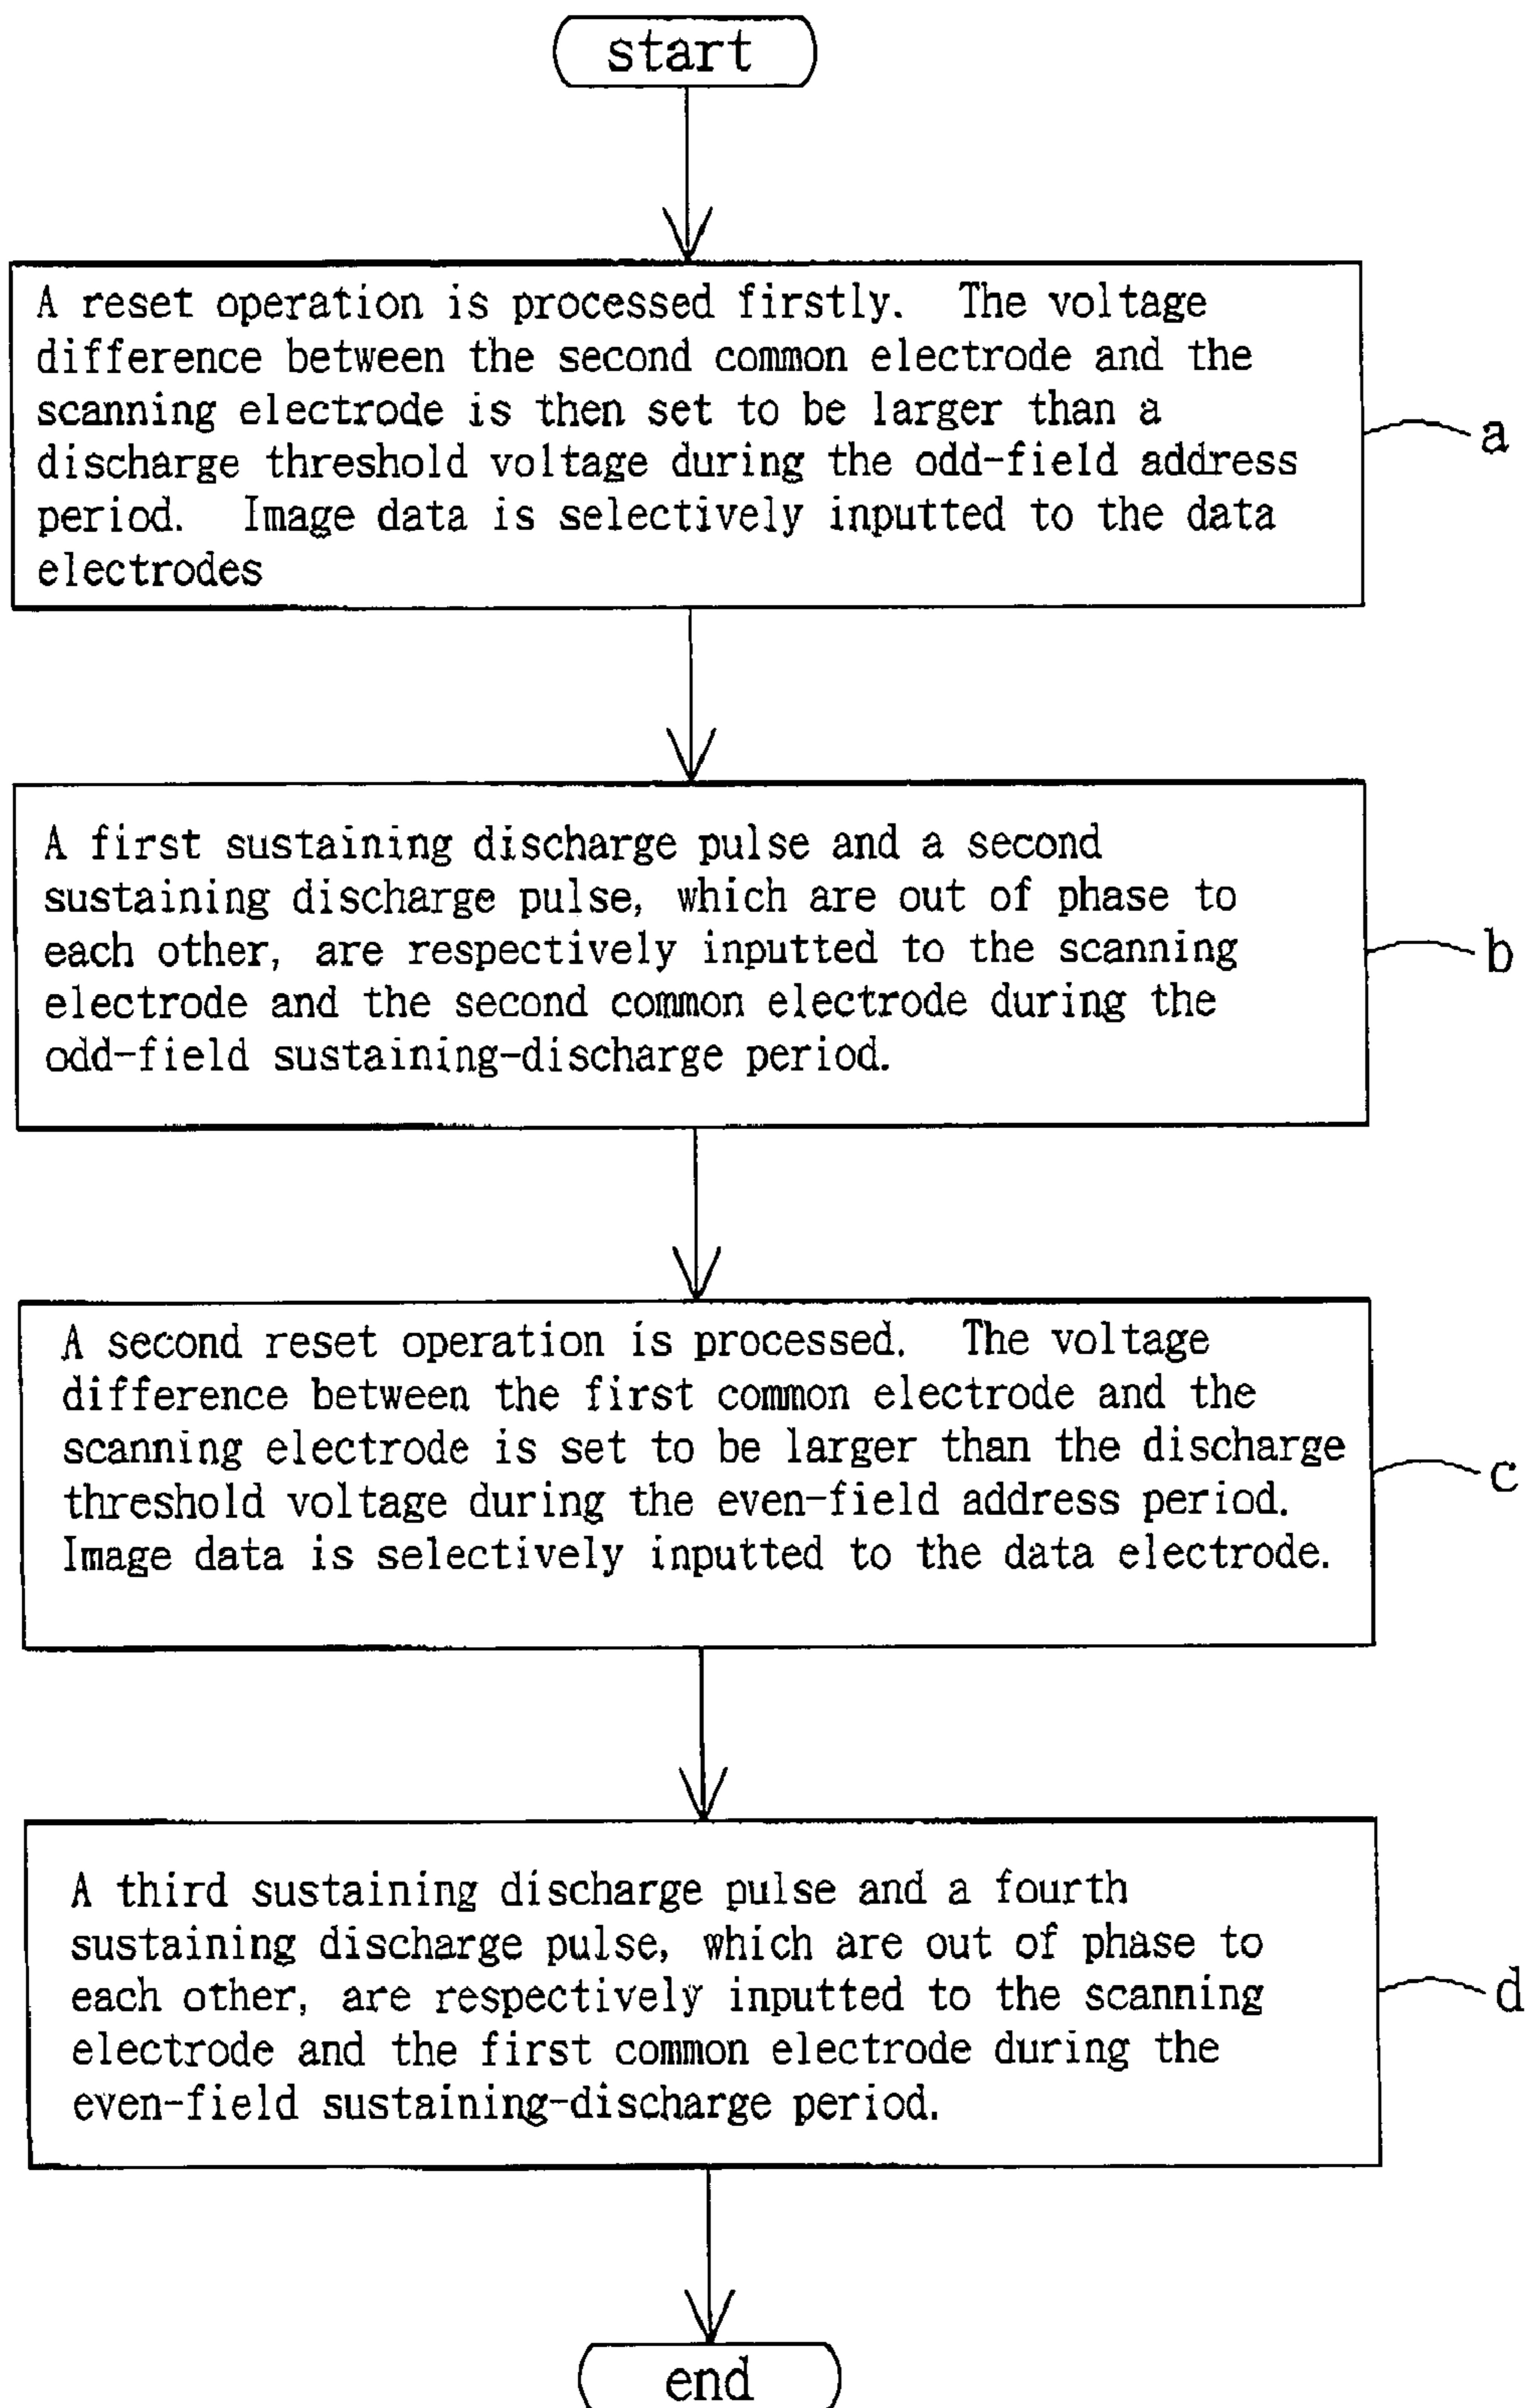 start
A reset operation is processed firstly. The voltage
difference between the second common electrode and the
scanning electrode is then set to be larger than a
discharge threshold voltage during the odd-field address
period. Image data is selectively inputted to the data
electrodes
a
A first sustaining discharge pulse and a second
sustaining discharge pulse, which are out of phase to
each other, are respectively inputted to the scanning
electrode and the second common electrode during the
odd-field sustaining-discharge period.
b
A second reset operation is processed. The voltage
difference between the first common electrode and the
scanning electrode is set to be larger than the discharge
threshold voltage during the even-field address period.
Image data is selectively inputted to the data electrode.
c
A third sustaining discharge pulse and a fourth
sustaining discharge pulse, which are out of phase to
each other, are respectively inputted to the scanning
electrode and the first common electrode during the
even-field sustaining-discharge period.
d
end